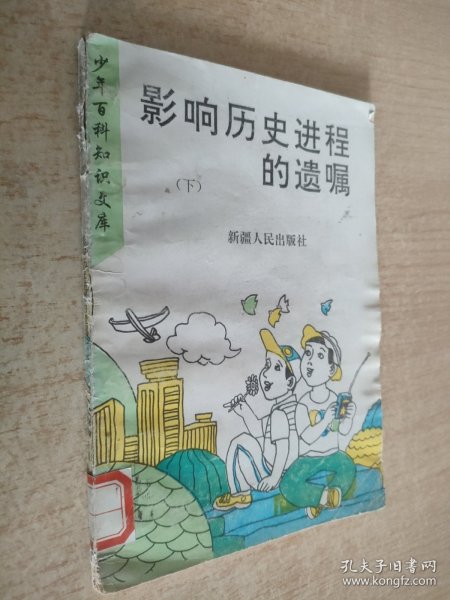 少年百科知识文库
影响历史进程
的遗嘱
（下）
新疆人民出版社
孔夫子旧书网
www.kongfz.com